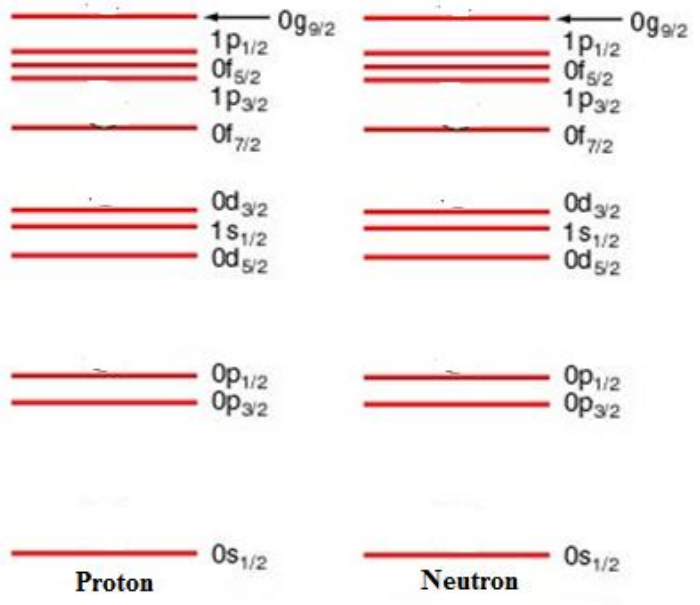 0g9/2
1p1/2
0f5/2
1p3/2
0f7/2
0d3/2
1s1/2
0d5/2
0p1/2
0p3/2
0s1/2
Proton
0g9/2
1p1/2
0f5/2
1p3/2
0f7/2
0d3/2
1s1/2
0d5/2
0p1/2
0p3/2
0s1/2
Neutron